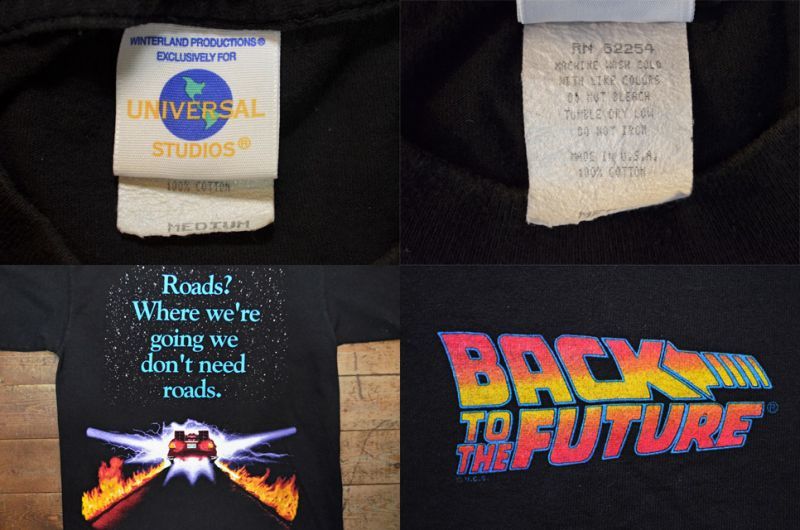 WINTERLAND PRODUCTIONS®
EXCLUSIVELY FOR
UNIVERSAL
STUDIOS®
100% COTTON
MEDIUM
RN 52254
MACHINE WASH COLD
WITH LIKE COLORS
DO NOT BLEACH
TUMBLE DRY LOW
DO NOT IRON
MADE IN U.S.A.
100% COTTON
Roads?
Where we're
going we
don't need
roads.
BACK
TO
THE FUTURE®
© U.C.S.